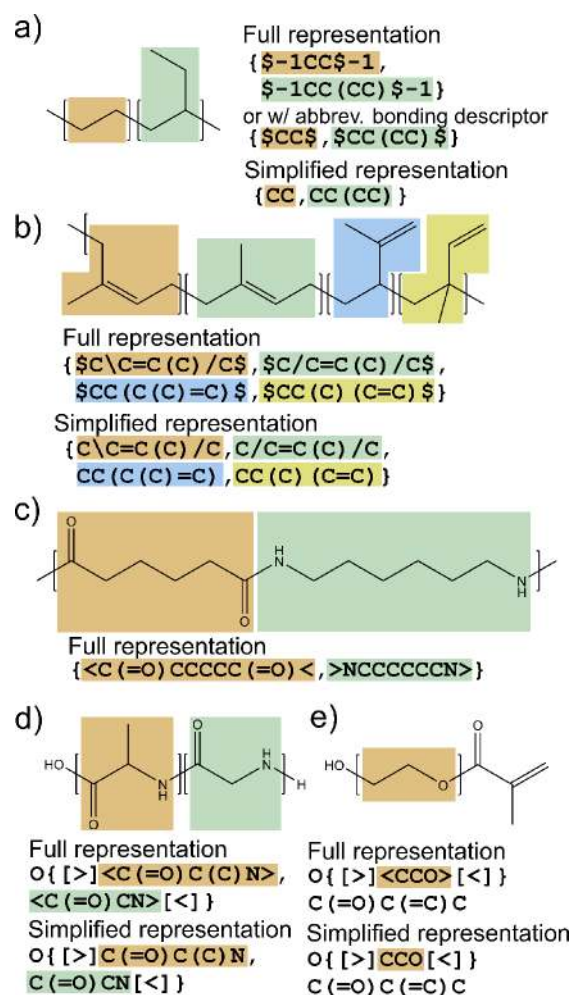 a)
Full representation
{$-1CC$-1,
$-1CC(CC)$-1}
or w/ abbrev. bonding descriptor
{$CC$,$CC(CC)$}
Simplified representation
{CC,CC(CC)}
b)
Full representation
{$C\C=C(C)/C$,$C/C=C(C)/C$,
$CC(C(C)=C)$,$CC(C)(C=C)$}
Simplified representation
{C\C=C(C)/C,C/C=C(C)/C,
CC(C(C)=C),CC(C)(C=C)}
c)
O
H
N
O
N
H
Full representation
{<C(=O)CCCCC(=O)<,>NCCCCCCN>}
d)
HO
O
N
H
O
H
N
H
Full representation
O{[>]<C(=O)C(C)N>,
<C(=O)CN>[<]}
Simplified representation
O{[>]C(=O)C(C)N,
C(=O)CN[<]}
e)
HO
O
O
Full representation
O{[>]<CCO>[<]}
C(=O)C(=C)C
Simplified representation
O{[>]CCO[<]}
C(=O)C(=C)C